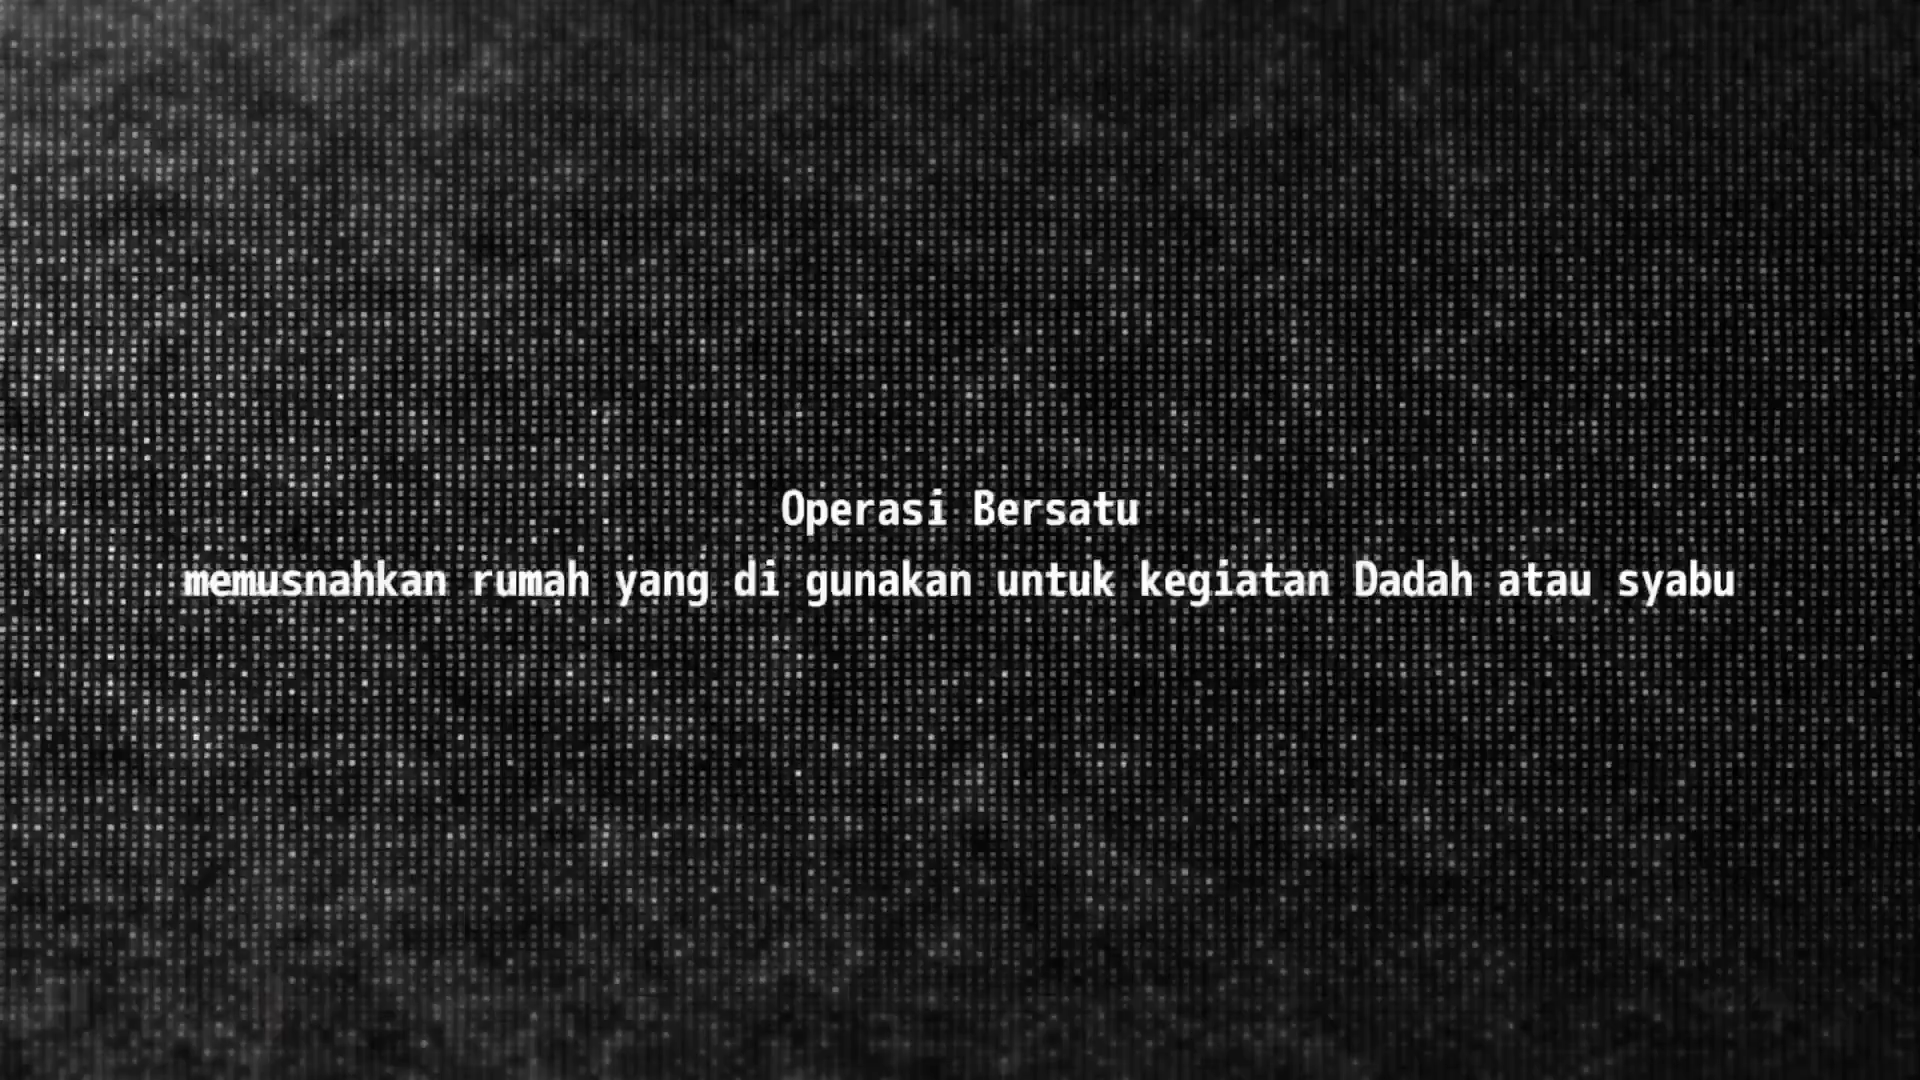 Operasi Bersatu
memusnahkan rumah yang di gunakan untuk kegiatan Dadah atau syabu